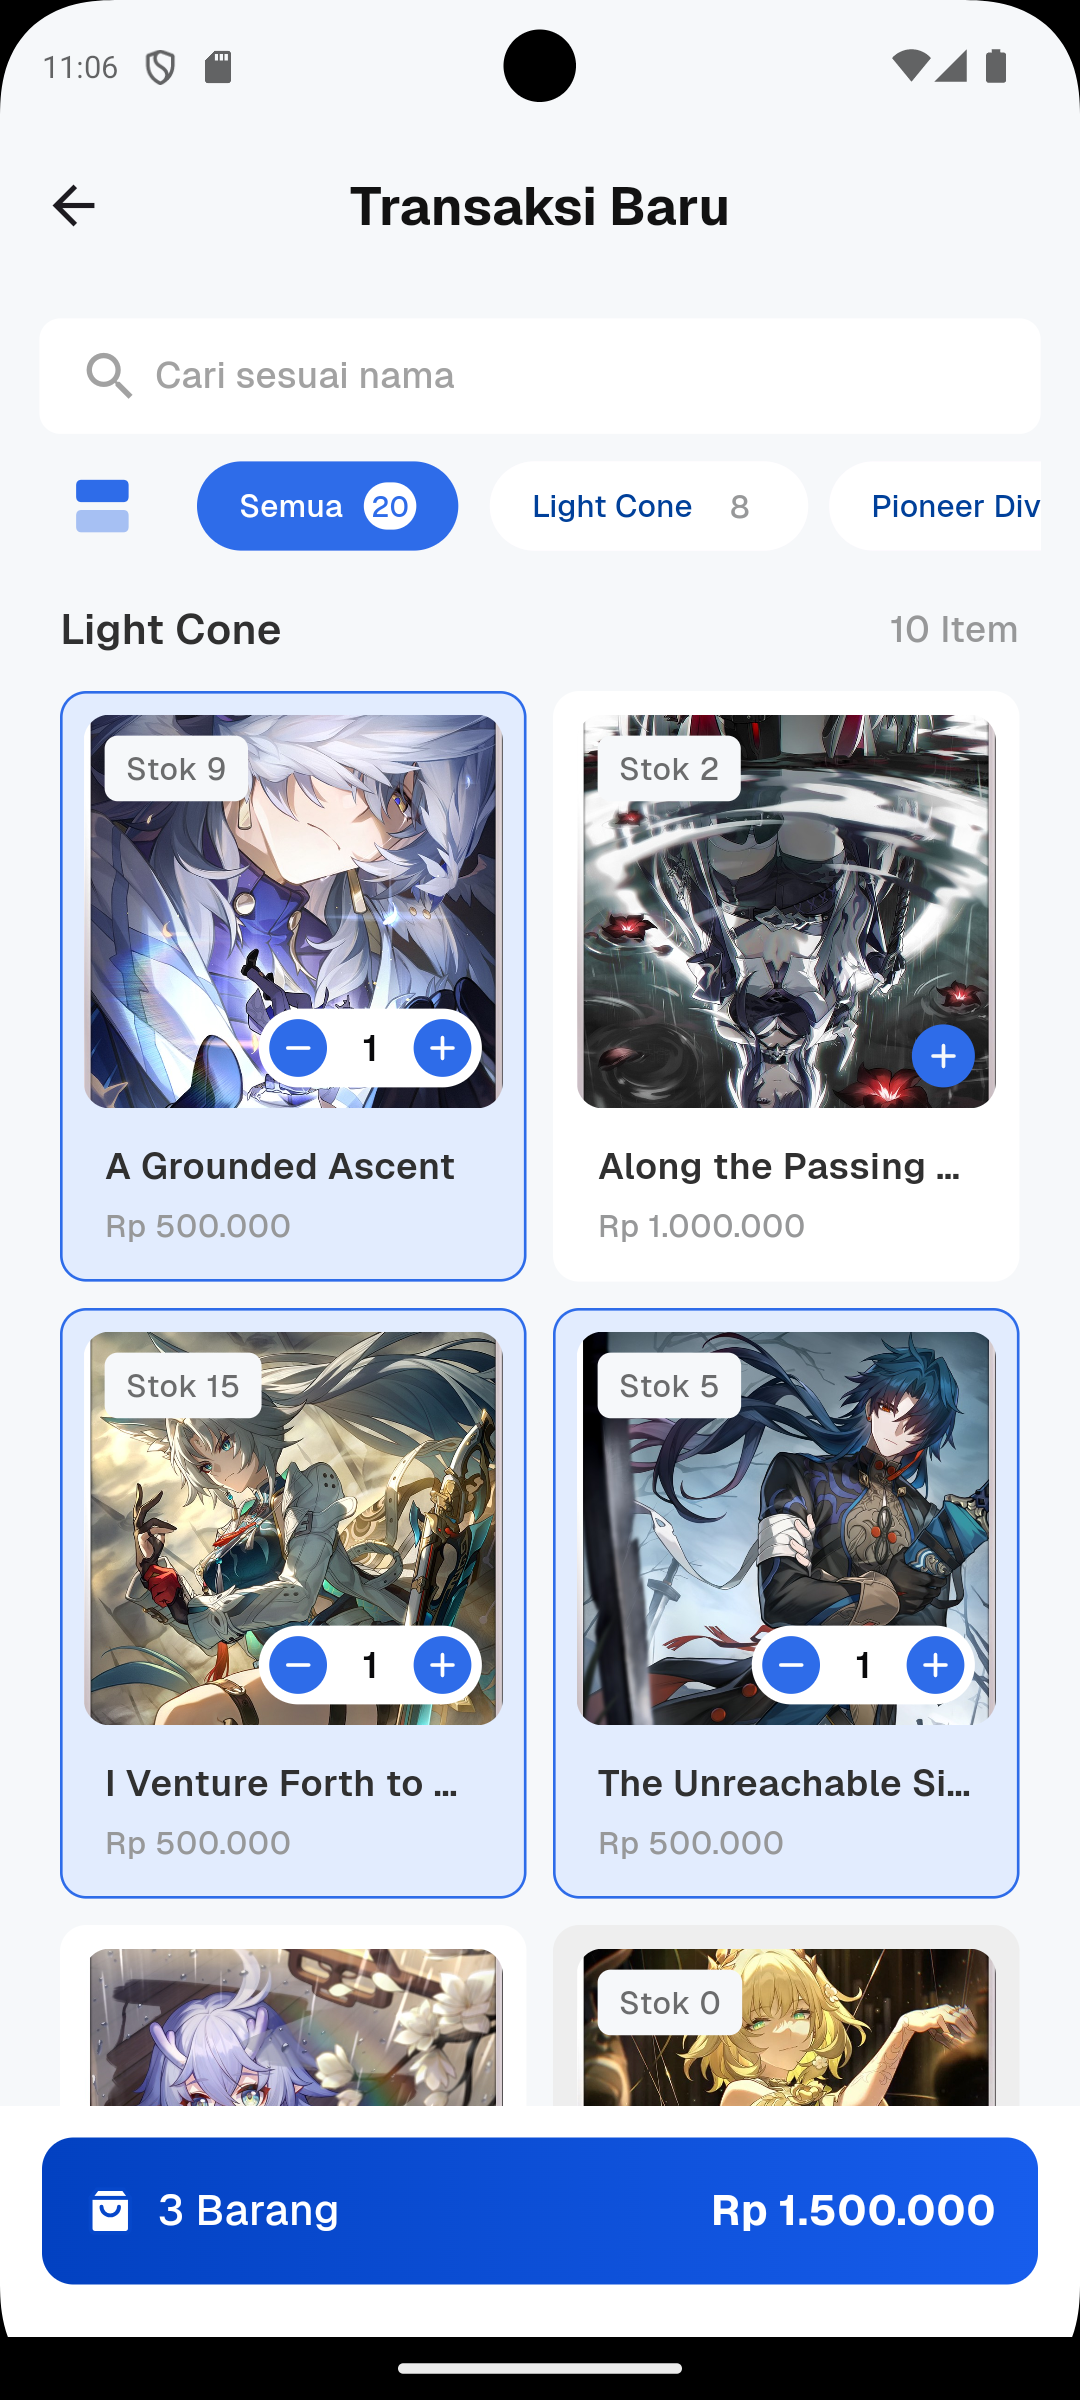 11:06
Transaksi Baru
Cari sesuai nama
Semua 20
Light Cone 8
Pioneer Div
Light Cone
10 Item
Stok 9
1
A Grounded Ascent
Rp 500.000
Stok 2
Along the Passing ...
Rp 1.000.000
Stok 15
1
I Venture Forth to ...
Rp 500.000
Stok 5
1
The Unreachable Si...
Rp 500.000
Stok 0
3 Barang
Rp 1.500.000